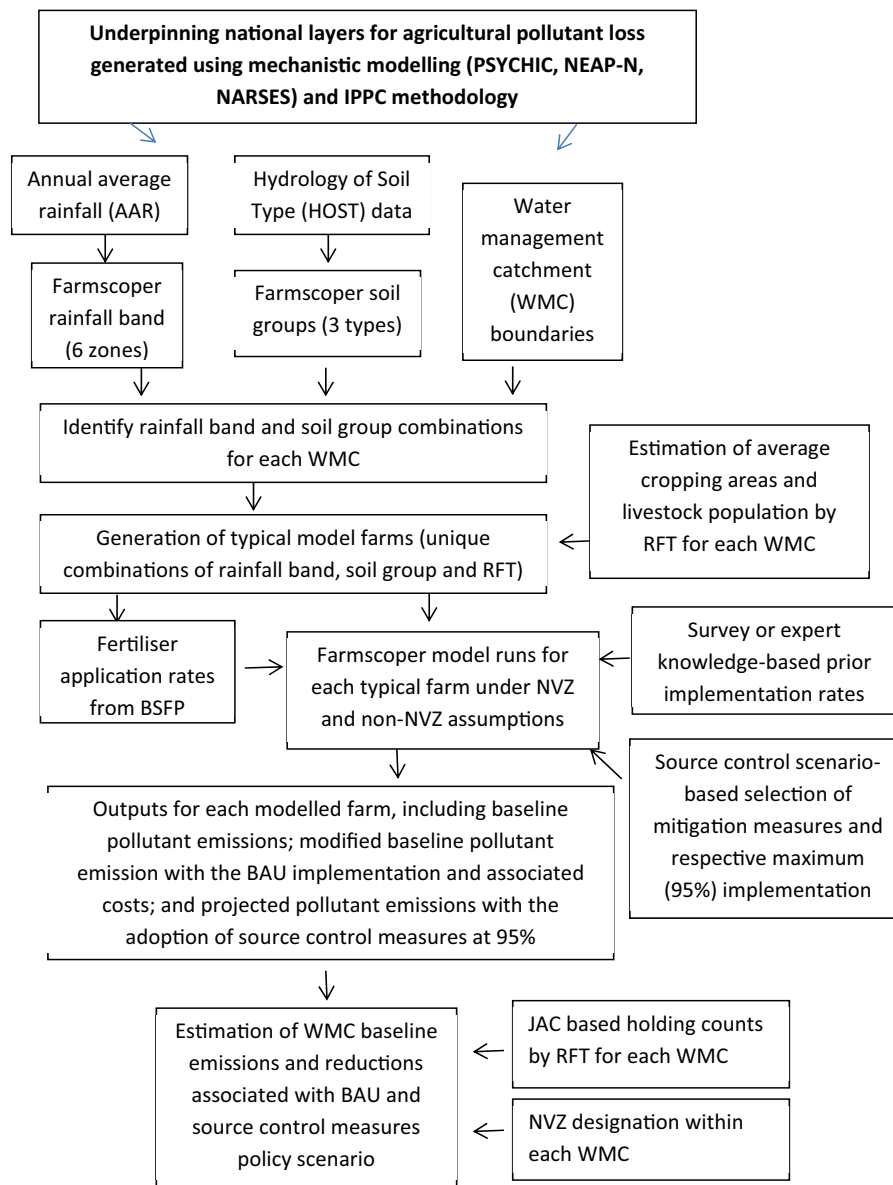 Underpinning national layers for agricultural pollutant loss
generated using mechanistic modelling (PSYCHIC, NEAP-N,
NARSES) and IPPC methodology
Annual average
rainfall (AAR)
Hydrology of Soil
Type (HOST) data
Water
management
catchment
(WMC)
boundaries
Farmscoper
rainfall band
(6 zones)
Farmscoper soil
groups (3 types)
Identify rainfall band and soil group combinations
for each WMC
Estimation of average
cropping areas and
livestock population by
RFT for each WMC
Generation of typical model farms (unique
combinations of rainfall band, soil group and RFT)
Fertiliser
application rates
from BSFP
Farmscoper model runs for
each typical farm under NVZ
and non-NVZ assumptions
Survey or expert
knowledge-based prior
implementation rates
Source control scenario-
based selection of
mitigation measures and
respective maximum
(95%) implementation
Outputs for each modelled farm, including baseline
pollutant emissions; modified baseline pollutant
emission with the BAU implementation and associated
costs; and projected pollutant emissions with the
adoption of source control measures at 95%
Estimation of WMC baseline
emissions and reductions
associated with BAU and
source control measures
policy scenario
JAC based holding counts
by RFT for each WMC
NVZ designation within
each WMC